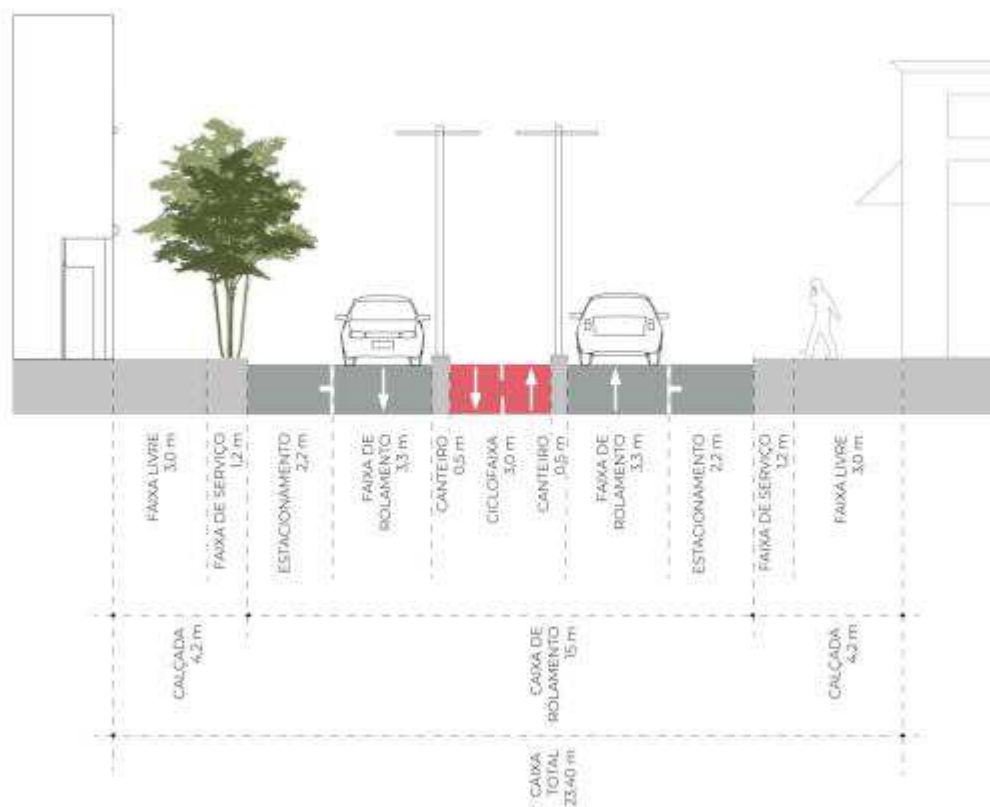 FAIXA LIVRE
3,0 m
FAIXA DE SERVIÇO
1,2 m
ESTACIONAMENTO
2,2 m
FAIXA DE
ROLAMENTO
3,3 m
CANTEIRO
0,5 m
CICLOFAIXA
3,0 m
CANTEIRO
0,5 m
FAIXA DE
ROLAMENTO
3,3 m
ESTACIONAMENTO
2,2 m
FAIXA DE SERVIÇO
1,2 m
FAIXA LIVRE
3,0 m
CALÇADA
4,2 m
CAIXA DE
ROLAMENTO
15 m
CALÇADA
4,2 m
CAIXA
TOTAL
23,40 m